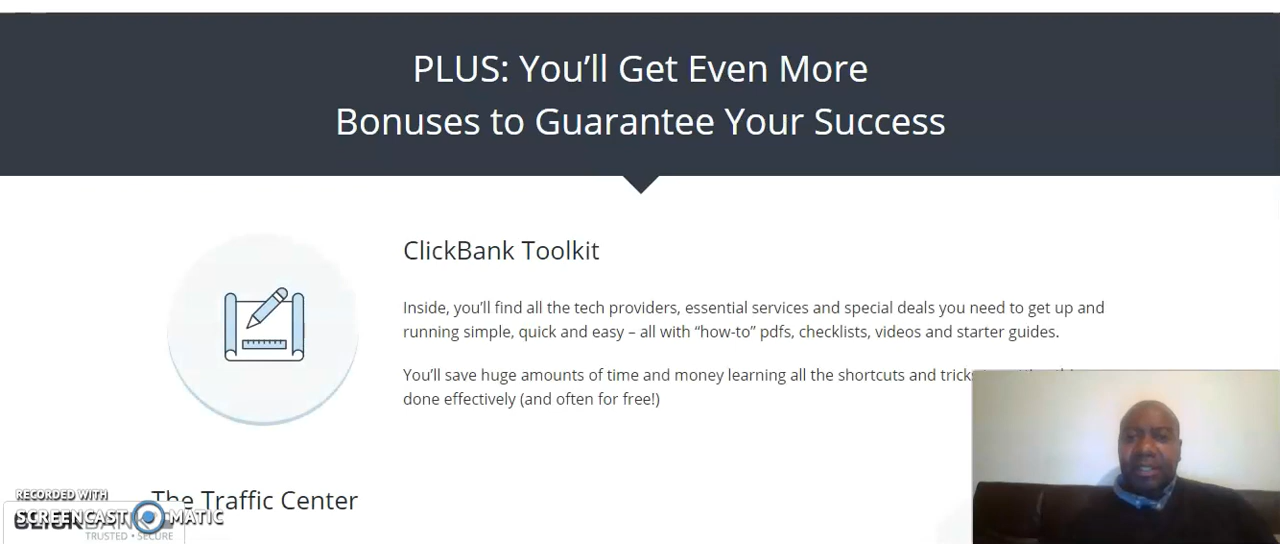 PLUS: You’ll Get Even More
Bonuses to Guarantee Your Success
ClickBank Toolkit
Inside, you’ll find all the tech providers, essential services and special deals you need to get up and
running simple, quick and easy – all with “how-to” pdfs, checklists, videos and starter guides.
You’ll save huge amounts of time and money learning all the shortcuts and tricks
done effectively (and often for free!)
The Traffic Center
RECORDED WITH
SCREENCAST MATIC
TRUSTED • SECURE